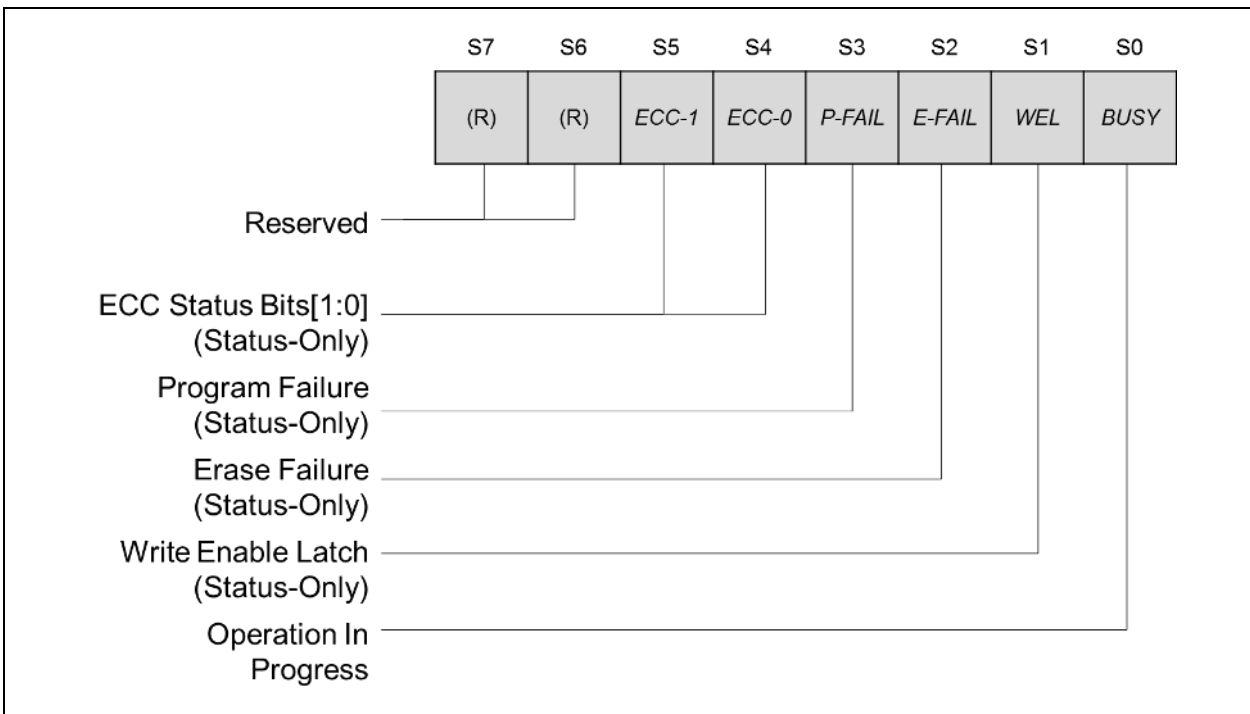 S7 S6 S5 S4 S3 S2 S1 S0
(R) (R) ECC-1 ECC-0 P-FAIL E-FAIL WEL BUSY
Reserved
ECC Status Bits[1:0]
(Status-Only)
Program Failure
(Status-Only)
Erase Failure
(Status-Only)
Write Enable Latch
(Status-Only)
Operation In
Progress